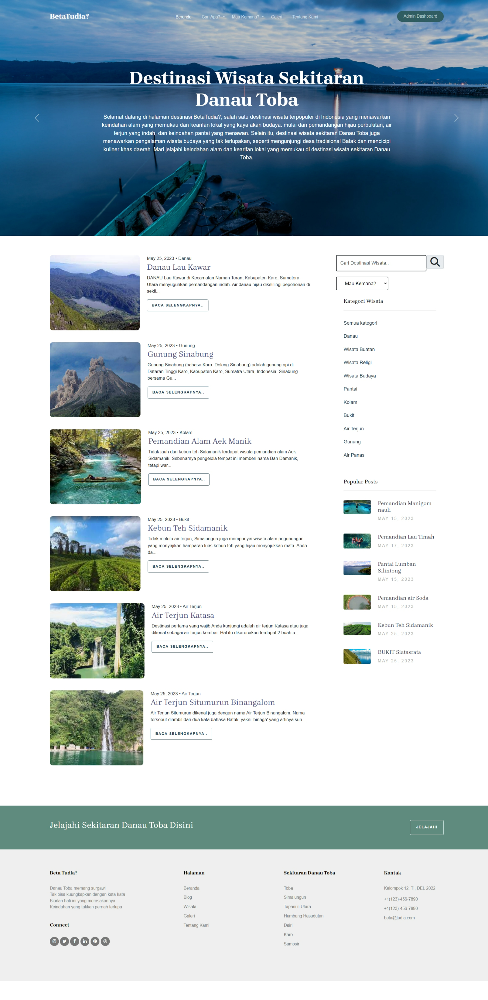 BetaTudia?
Beranda
Cari Apa?
Mau Kemana?
Galeri
Tentang Kami
Admin Dashboard
Destinasi Wisata Sekitaran
Danau Toba
Selamat datang di halaman destinasi BetaTudia?, salah satu destinasi wisata terpopuler di Indonesia yang menawarkan
keindahan alam yang memukau dan kearifan lokal yang kaya akan budaya. mulai dari pemandangan hijau perbukitan, air
terjun yang indah, dan keindahan pantai yang menawan. Selain itu, destinasi wisata sekitaran Danau Toba juga
menawarkan pengalaman wisata budaya yang tak terlupakan, seperti mengunjungi desa tradisional Batak dan mencicipi
kuliner khas daerah. Mari jelajahi keindahan alam dan kearifan lokal yang memukau di destinasi wisata sekitaran Danau
Toba.
May 25, 2023 • Danau
Danau Lau Kawar
DANAU Lau Kawar di Kecamatan Naman Teran, Kabupaten Karo, Sumatera
Utara menyuguhkan pemandangan indah. Air danau hijau dikelilingi pepohonan di
sekil...
BACA SELENGKAPNYA..
May 25, 2023 • Gunung
Gunung Sinabung
Gunung Sinabung (bahasa Karo: Deleng Sinabung) adalah gunung api di
Dataran Tinggi Karo, Kabupaten Karo, Sumatra Utara, Indonesia. Sinabung
bersama Gu...
BACA SELENGKAPNYA..
May 25, 2023 • Kolam
Pemandian Alam Aek Manik
Tidak jauh dari kebun teh Sidamanik terdapat wisata pemandian alam Aek
Sidamanik. Sebenarnya pengelola tempat ini memberi nama Bah Damanik,
tetapi war...
BACA SELENGKAPNYA..
May 25, 2023 • Bukit
Kebun Teh Sidamanik
Tidak melulu air terjun, Simalungun juga mempunyai wisata alam pegunungan
yang menyajikan hamparan luas kebun teh yang hijau menyejukkan mata. Anda
da...
BACA SELENGKAPNYA..
Google
May 25, 2023 • Air Terjun
Air Terjun Katasa
Destinasi pertama yang wajib Anda kunjungi adalah air terjun Katasa atau juga
dikenal sebagai air terjun kembar. Hal itu dikarenakan terdapat 2 buah a...
BACA SELENGKAPNYA..
May 25, 2023 • Air Terjun
Air Terjun Situmurun Binangalom
Air Terjun Situmurun dikenal juga dengan nama Air Terjun Binangalom. Nama
tersebut diambil dari dua kata bahasa Batak, yakni 'binaga' yang artinya sun...
BACA SELENGKAPNYA..
Cari Destinasi Wisata..
Mau Kemana?
Kategori Wisata
Semua kategori
Danau
Wisata Buatan
Wisata Religi
Wisata Budaya
Pantai
Kolam
Bukit
Air Terjun
Gunung
Air Panas
Popular Posts
Pemandian Manigom
nauli
MAY 15, 2023
Pemandian Lau Timah
MAY 17, 2023
Pantai Lumban
Silintong
MAY 15, 2023
Pemandian air Soda
MAY 15, 2023
Kebun Teh Sidamanik
MAY 25, 2023
BUKIT Siatasrata
MAY 25, 2023
Jelajahi Sekitaran Danau Toba Disini
JELAJAHI
Beta Tudia?
Danau Toba memang surgawi
Tak bisa kuungkapkan dengan kata-kata
Biarlah hati ini yang merasakannya
Keindahan yang takkan pernah terlupa
Connect
Halaman
Beranda
Blog
Wisata
Galeri
Tentang Kami
Sekitaran Danau Toba
Toba
Simalungun
Tapanuli Utara
Humbang Hasudutan
Dairi
Karo
Samosir
Kontak
Kelompok 12. TI, DEL 2022
+1(123)-456-7890
+1(123)-456-7890
beta@tudia.com